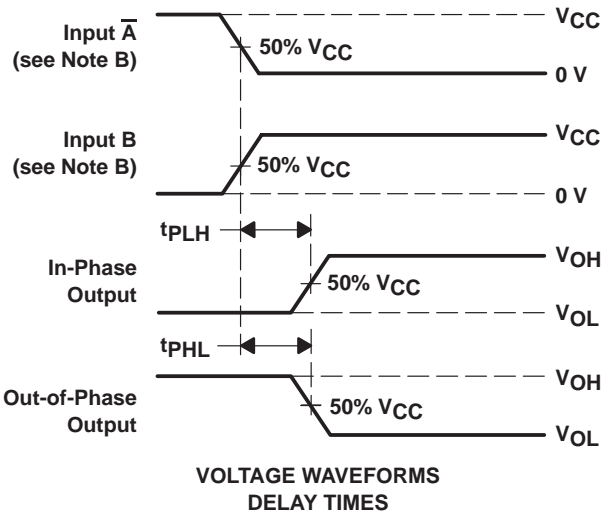 Input A̅
(see Note B)
50% VCC
VCC
0 V
Input B
(see Note B)
50% VCC
VCC
0 V
tPLH
In-Phase
Output
50% VCC
VOH
VOL
tPHL
Out-of-Phase
Output
50% VCC
VOH
VOL
VOLTAGE WAVEFORMS
DELAY TIMES